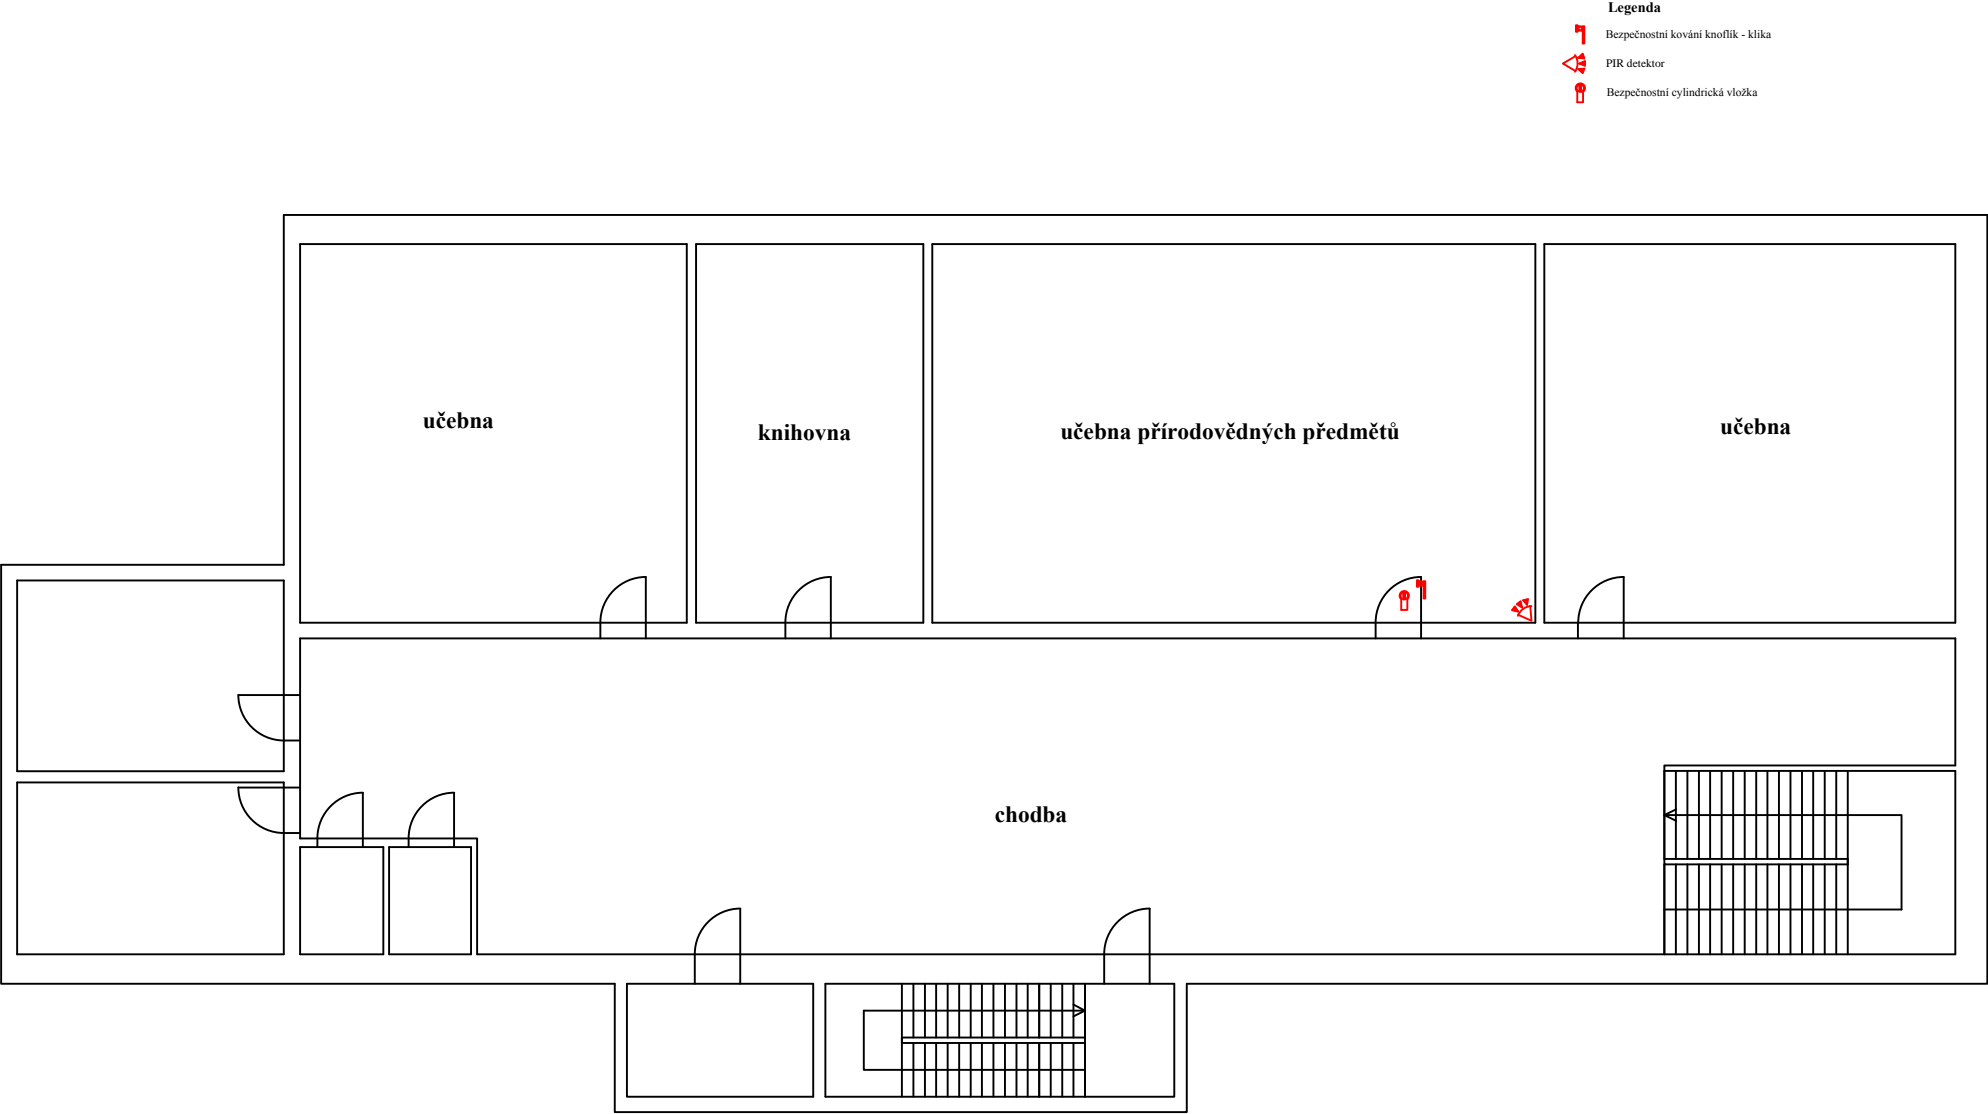 Legenda
Bezpečnostní kování knoflík - klika
PIR detektor
Bezpečnostní cylindrická vložka
učebna
knihovna
učebna přírodovědných předmětů
učebna
chodba